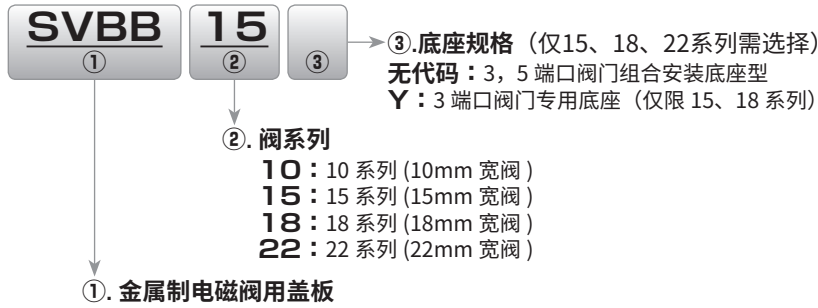 SVBB 15
① ② ③
③.底座规格（仅15、18、22系列需选择）
无代码：3，5 端口阀门组合安装底座型
Y：3 端口阀门专用底座（仅限 15、18 系列）
②. 阀系列
10：10 系列 (10mm 宽阀 )
15：15 系列 (15mm 宽阀 )
18：18 系列 (18mm 宽阀 )
22：22 系列 (22mm 宽阀 )
①. 金属制电磁阀用盖板